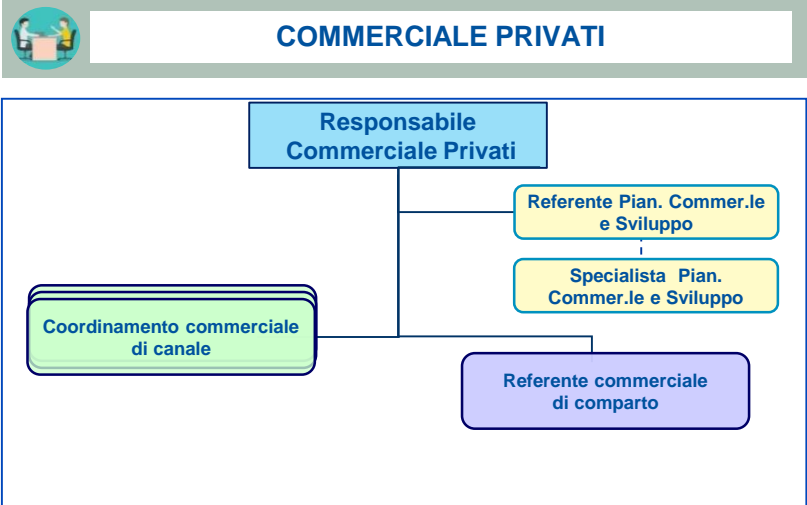 COMMERCIALE PRIVATI
Responsabile
Commerciale Privati
Referente Pian. Commer.le
e Sviluppo
Specialista Pian.
Commer.le e Sviluppo
Coordinamento commerciale
di canale
Referente commerciale
di comparto